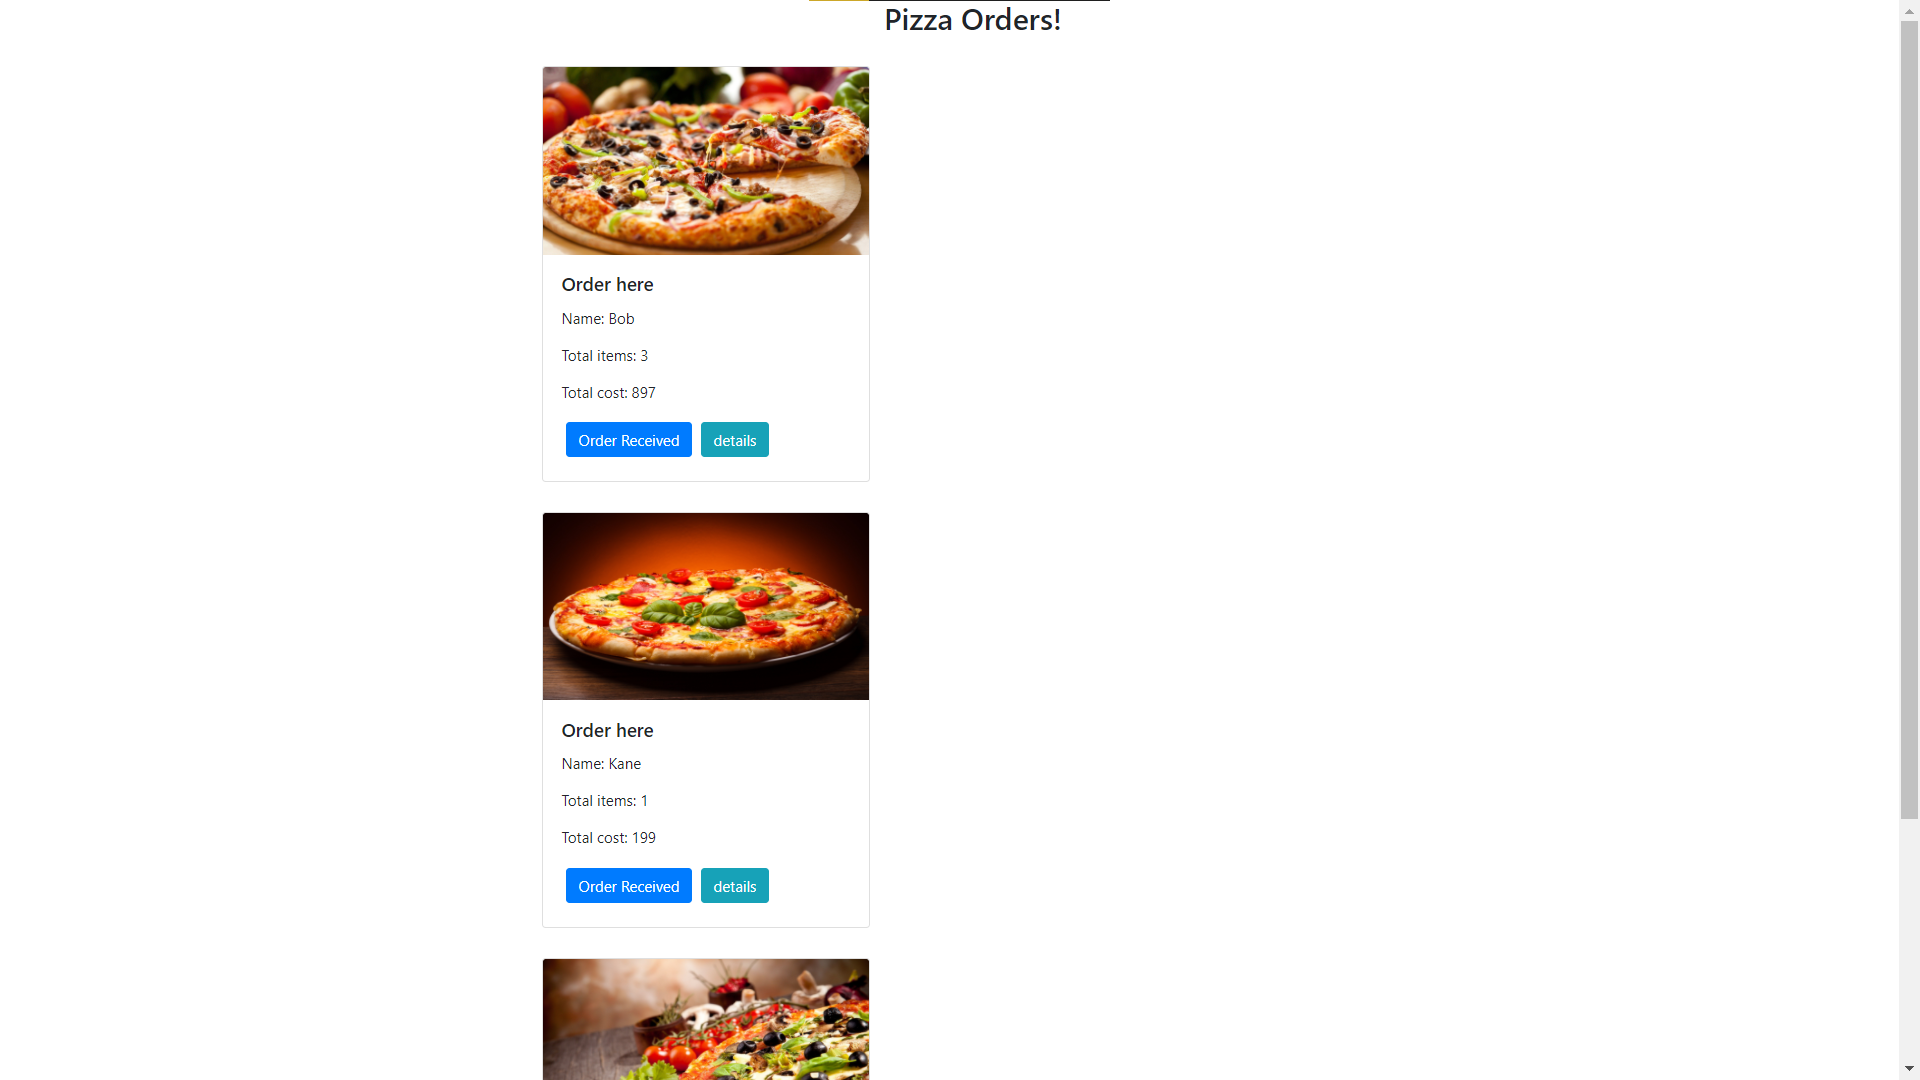 Pizza Orders!
Order here
Name: Bob
Total items: 3
Total cost: 897
Order Received details
Order here
Name: Kane
Total items: 1
Total cost: 199
Order Received details